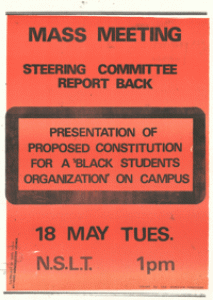 MASS MEETING
STEERING COMMITTEE
REPORT BACK
PRESENTATION OF
PROPOSED CONSTITUTION
FOR A 'BLACK STUDENTS
ORGANIZATION' ON CAMPUS
18 MAY TUES.
N.S.L.T. 1pm